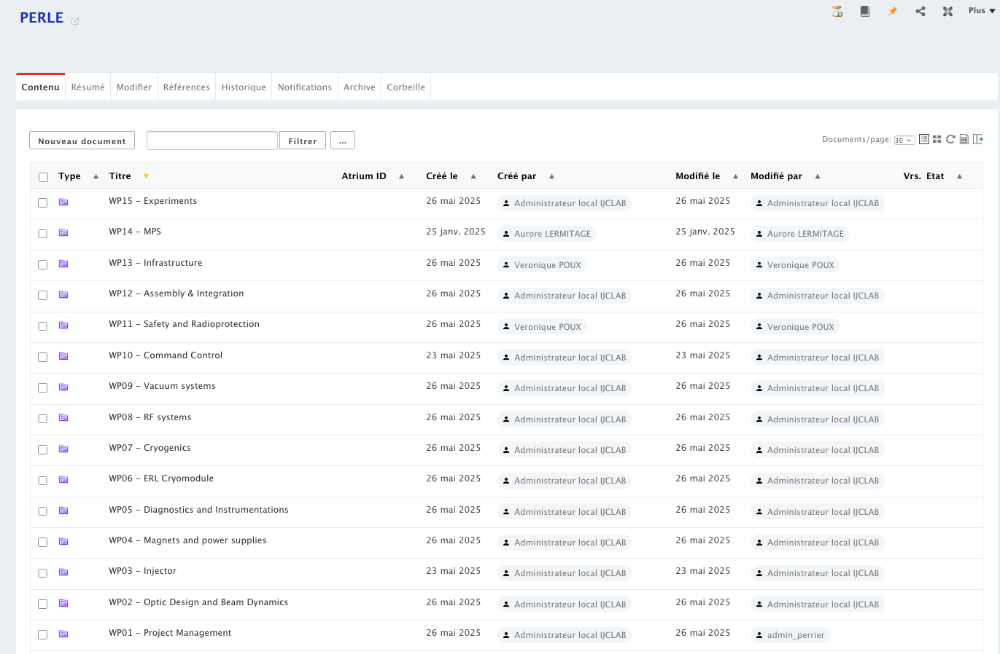 PERLE
Plus
Contenu Résumé Modifier Références Historique Notifications Archive Corbeille
Nouveau document Filtrer ... Documents/page: 30
Type Titre Atrium ID Créé le Créé par Modifié le Modifié par Vrs. Etat
WP15 – Experiments 26 mai 2025 Administrateur local IJCLAB 26 mai 2025 Administrateur local IJCLAB
WP14 – MPS 25 janv. 2025 Aurore LERMITAGE 25 janv. 2025 Aurore LERMITAGE
WP13 – Infrastructure 26 mai 2025 Veronique POUX 26 mai 2025 Veronique POUX
WP12 – Assembly & Integration 26 mai 2025 Administrateur local IJCLAB 26 mai 2025 Administrateur local IJCLAB
WP11 – Safety and Radioprotection 26 mai 2025 Veronique POUX 26 mai 2025 Veronique POUX
WP10 – Command Control 23 mai 2025 Administrateur local IJCLAB 23 mai 2025 Administrateur local IJCLAB
WP09 – Vacuum systems 26 mai 2025 Administrateur local IJCLAB 26 mai 2025 Administrateur local IJCLAB
WP08 – RF systems 26 mai 2025 Administrateur local IJCLAB 26 mai 2025 Administrateur local IJCLAB
WP07 – Cryogenics 26 mai 2025 Administrateur local IJCLAB 26 mai 2025 Administrateur local IJCLAB
WP06 – ERL Cryomodule 26 mai 2025 Administrateur local IJCLAB 26 mai 2025 Administrateur local IJCLAB
WP05 – Diagnostics and Instrumentations 26 mai 2025 Administrateur local IJCLAB 26 mai 2025 Administrateur local IJCLAB
WP04 – Magnets and power supplies 26 mai 2025 Administrateur local IJCLAB 26 mai 2025 Administrateur local IJCLAB
WP03 – Injector 23 mai 2025 Administrateur local IJCLAB 23 mai 2025 Administrateur local IJCLAB
WP02 – Optic Design and Beam Dynamics 26 mai 2025 Administrateur local IJCLAB 26 mai 2025 Administrateur local IJCLAB
WP01 – Project Management 26 mai 2025 Administrateur local IJCLAB 26 mai 2025 admin_perrier